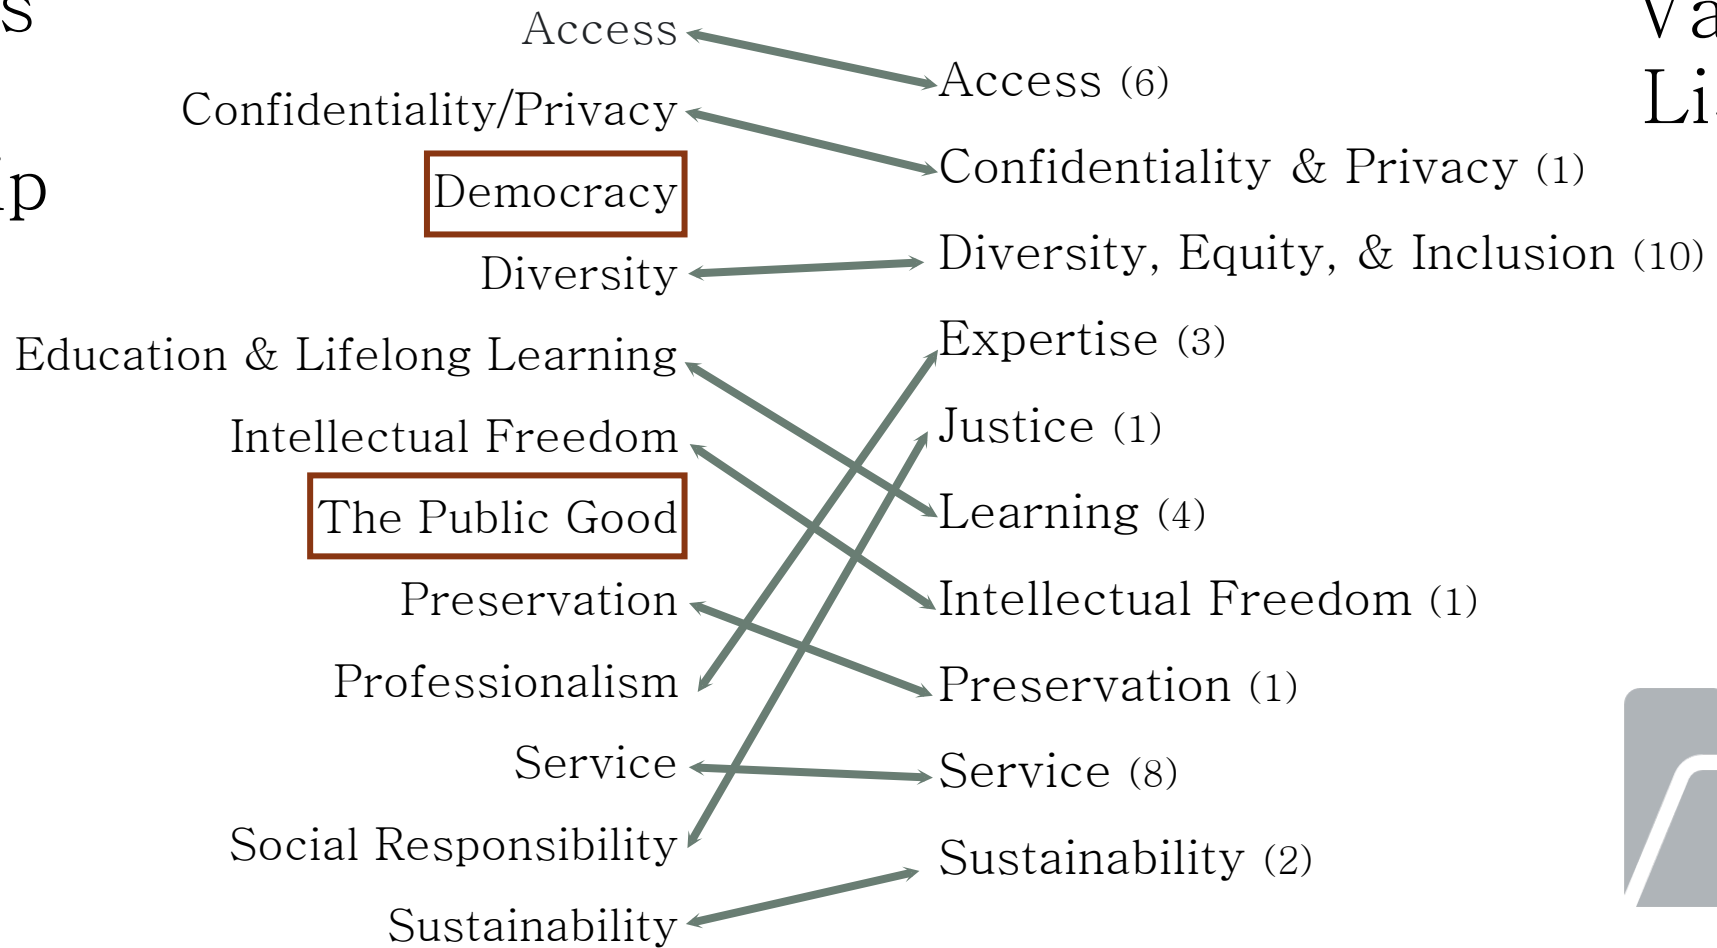 Access
Confidentiality/Privacy
Democracy
Diversity
Education & Lifelong Learning
Intellectual Freedom
The Public Good
Preservation
Professionalism
Service
Social Responsibility
Sustainability
Access (6)
Confidentiality & Privacy (1)
Diversity, Equity, & Inclusion (10)
Expertise (3)
Justice (1)
Learning (4)
Intellectual Freedom (1)
Preservation (1)
Service (8)
Sustainability (2)